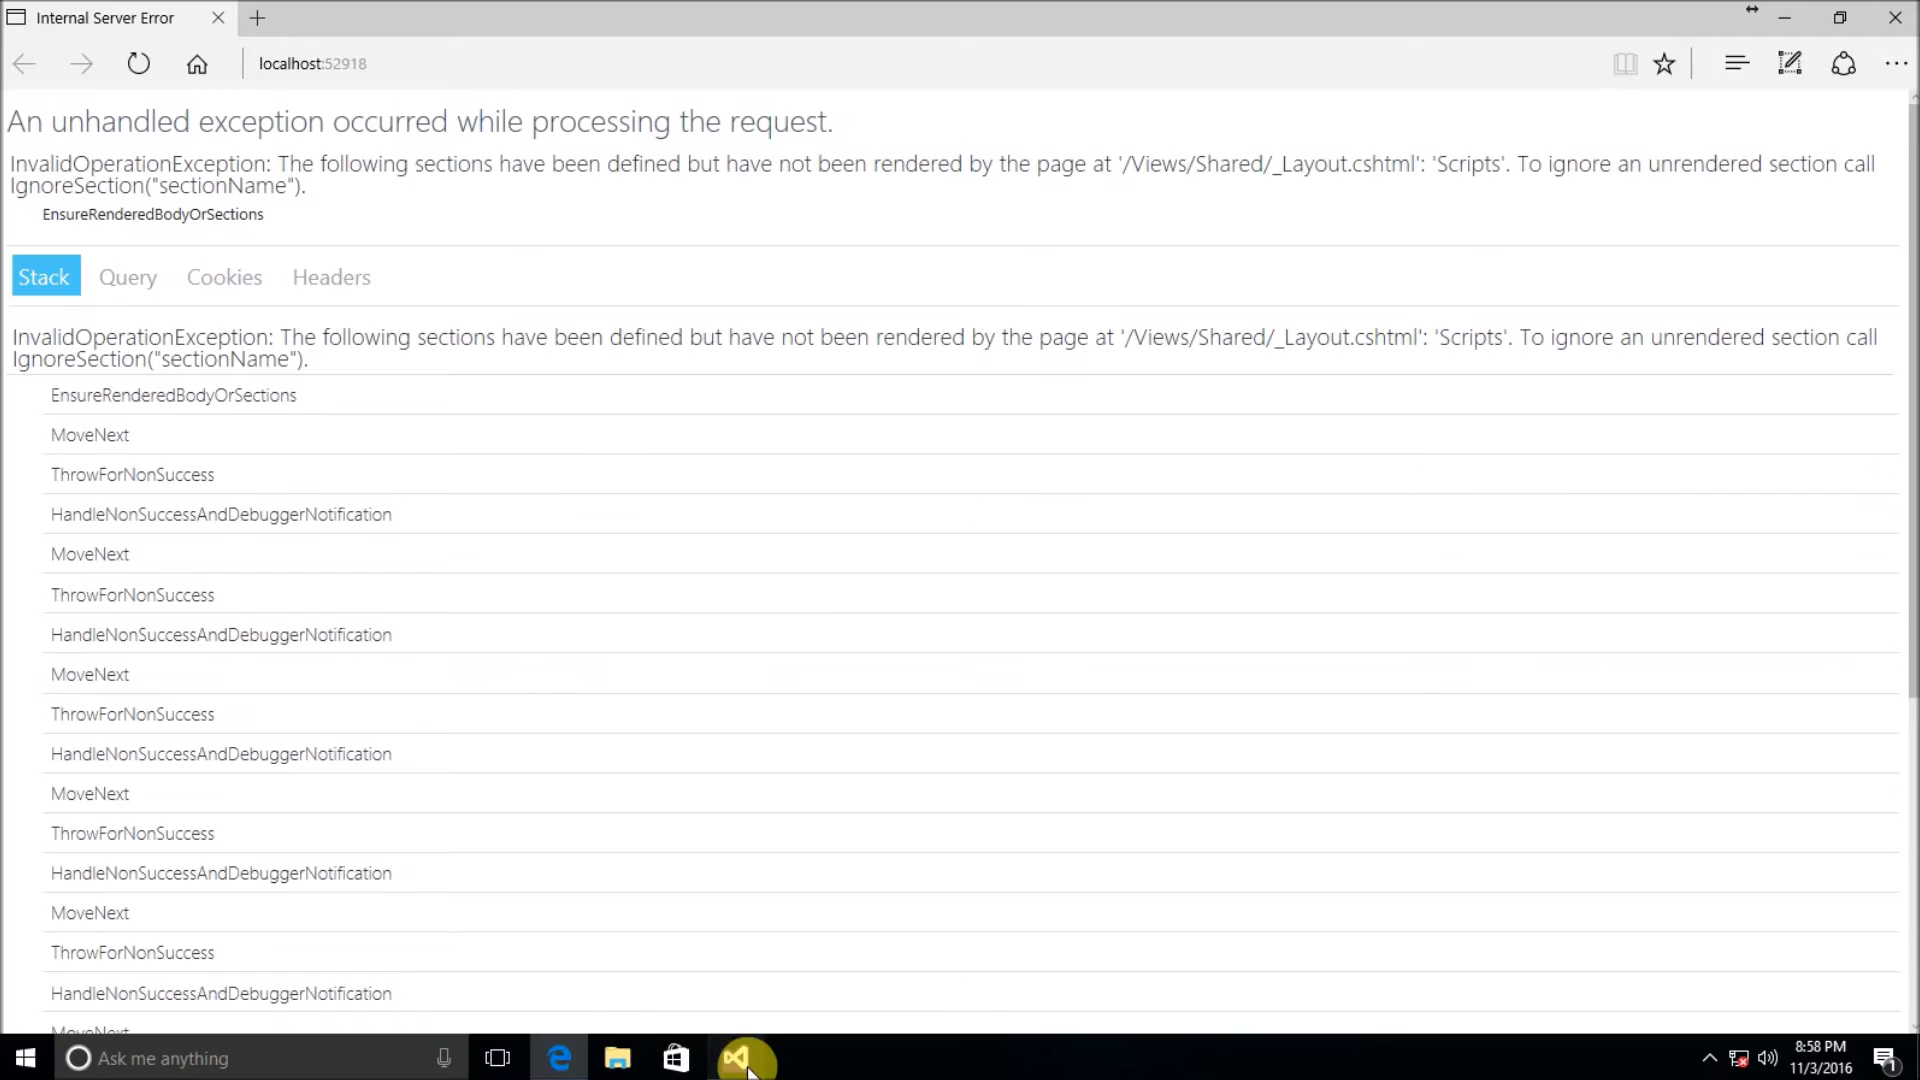 Internal Server Error
localhost:52918
An unhandled exception occurred while processing the request.
InvalidOperationException: The following sections have been defined but have not been rendered by the page at '/Views/Shared/_Layout.cshtml': 'Scripts'. To ignore an unrendered section call
IgnoreSection("sectionName").
EnsureRenderedBodyOrSections
Stack Query Cookies Headers
InvalidOperationException: The following sections have been defined but have not been rendered by the page at '/Views/Shared/_Layout.cshtml': 'Scripts'. To ignore an unrendered section call
IgnoreSection("sectionName").
EnsureRenderedBodyOrSections
MoveNext
ThrowForNonSuccess
HandleNonSuccessAndDebuggerNotification
MoveNext
ThrowForNonSuccess
HandleNonSuccessAndDebuggerNotification
MoveNext
ThrowForNonSuccess
HandleNonSuccessAndDebuggerNotification
MoveNext
ThrowForNonSuccess
HandleNonSuccessAndDebuggerNotification
MoveNext
ThrowForNonSuccess
HandleNonSuccessAndDebuggerNotification
MoveNext
Ask me anything
8:58 PM
11/3/2016
1